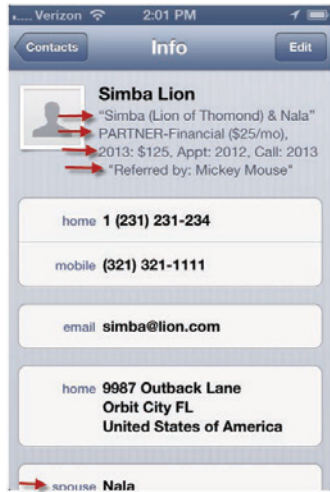 Verizon 2:01 PM
Contacts Info Edit
Simba Lion
"Simba (Lion of Thomond) & Nala"
PARTNER-Financial ($25/mo),
2013: $125, Appt: 2012, Call: 2013
"Referred by: Mickey Mouse"
home 1 (231) 231-234
mobile (321) 321-1111
email simba@lion.com
home 9987 Outback Lane
Orbit City FL
United States of America
spouse Nala